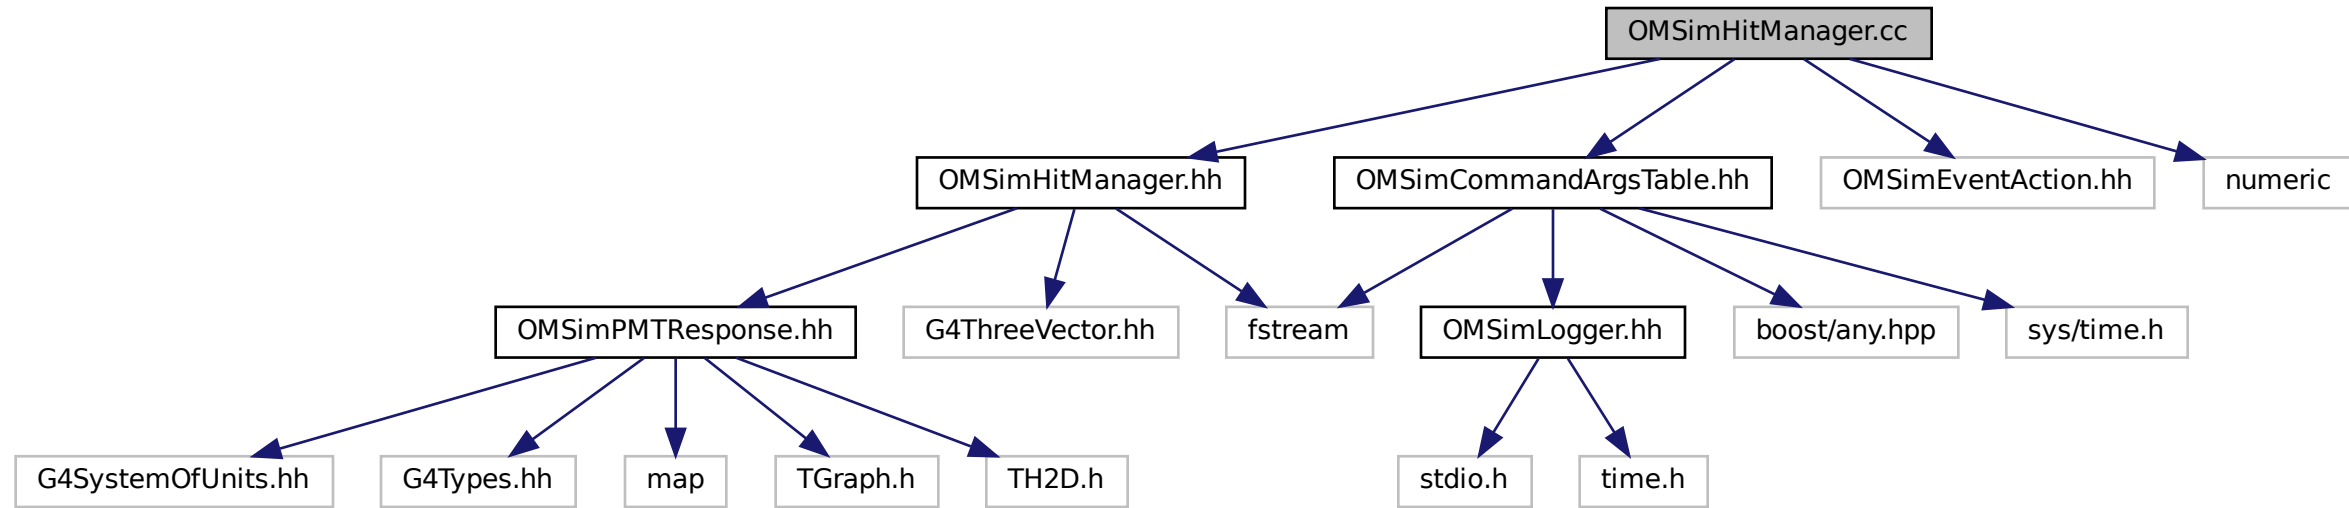 OMSimHitManager.cc
OMSimHitManager.hh
OMSimCommandArgsTable.hh
OMSimEventAction.hh
numeric
OMSimPMTResponse.hh
G4ThreeVector.hh
fstream
OMSimLogger.hh
boost/any.hpp
sys/time.h
G4SystemOfUnits.hh
G4Types.hh
map
TGraph.h
TH2D.h
stdio.h
time.h